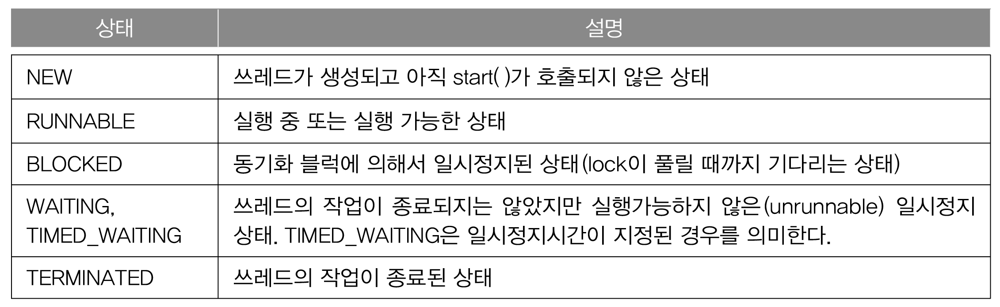 상태 설명
NEW 쓰레드가 생성되고 아직 start( )가 호출되지 않은 상태
RUNNABLE 실행 중 또는 실행 가능한 상태
BLOCKED 동기화 블럭에 의해서 일시정지된 상태(lock이 풀릴 때까지 기다리는 상태)
WAITING, 쓰레드의 작업이 종료되지는 않았지만 실행가능하지 않은(unrunnable) 일시정지
TIMED_WAITING 상태. TIMED_WAITING은 일시정지시간이 지정된 경우를 의미한다.
TERMINATED 쓰레드의 작업이 종료된 상태